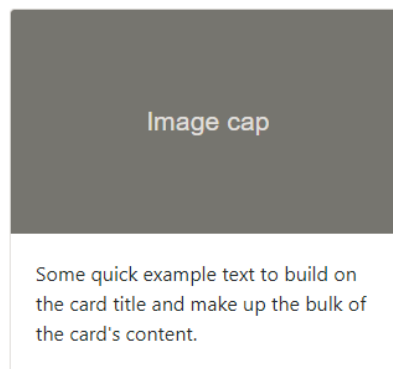 Image cap
Some quick example text to build on
the card title and make up the bulk of
the card's content.